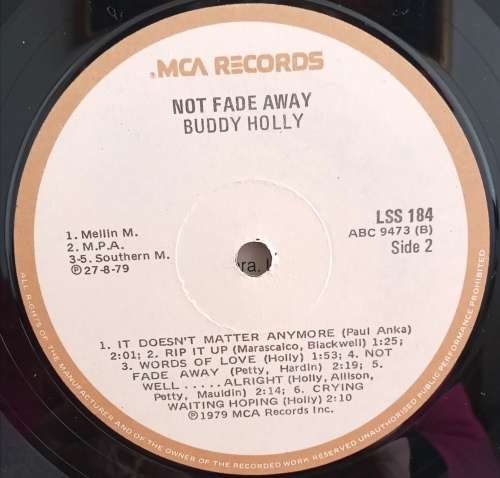 MCA RECORDS
NOT FADE AWAY
BUDDY HOLLY
1. Mellin M.
2. M.P.A.
3-5. Southern M.
Ⓟ27-8-79
LSS 184
ABC 9473 (B)
Side 2
1. IT DOESN'T MATTER ANYMORE (Paul Anka)
2:01; 2. RIP IT UP (Marascalco, Blackwell) 1:25;
3. WORDS OF LOVE (Holly) 1:53; 4. NOT
FADE AWAY (Petty, Hardin) 2:19; 5.
WELL.....ALRIGHT (Holly, Allison,
Petty, Mauldin) 2:14; 6. CRYING
WAITING HOPING (Holly) 2:10
℗1979 MCA Records Inc.
ALL RIGHTS OF THE MANUFACTURER AND OF THE OWNER OF THE RECORDED WORK RESERVED UNAUTHORISED PUBLIC PERFORMANCE PROHIBITED